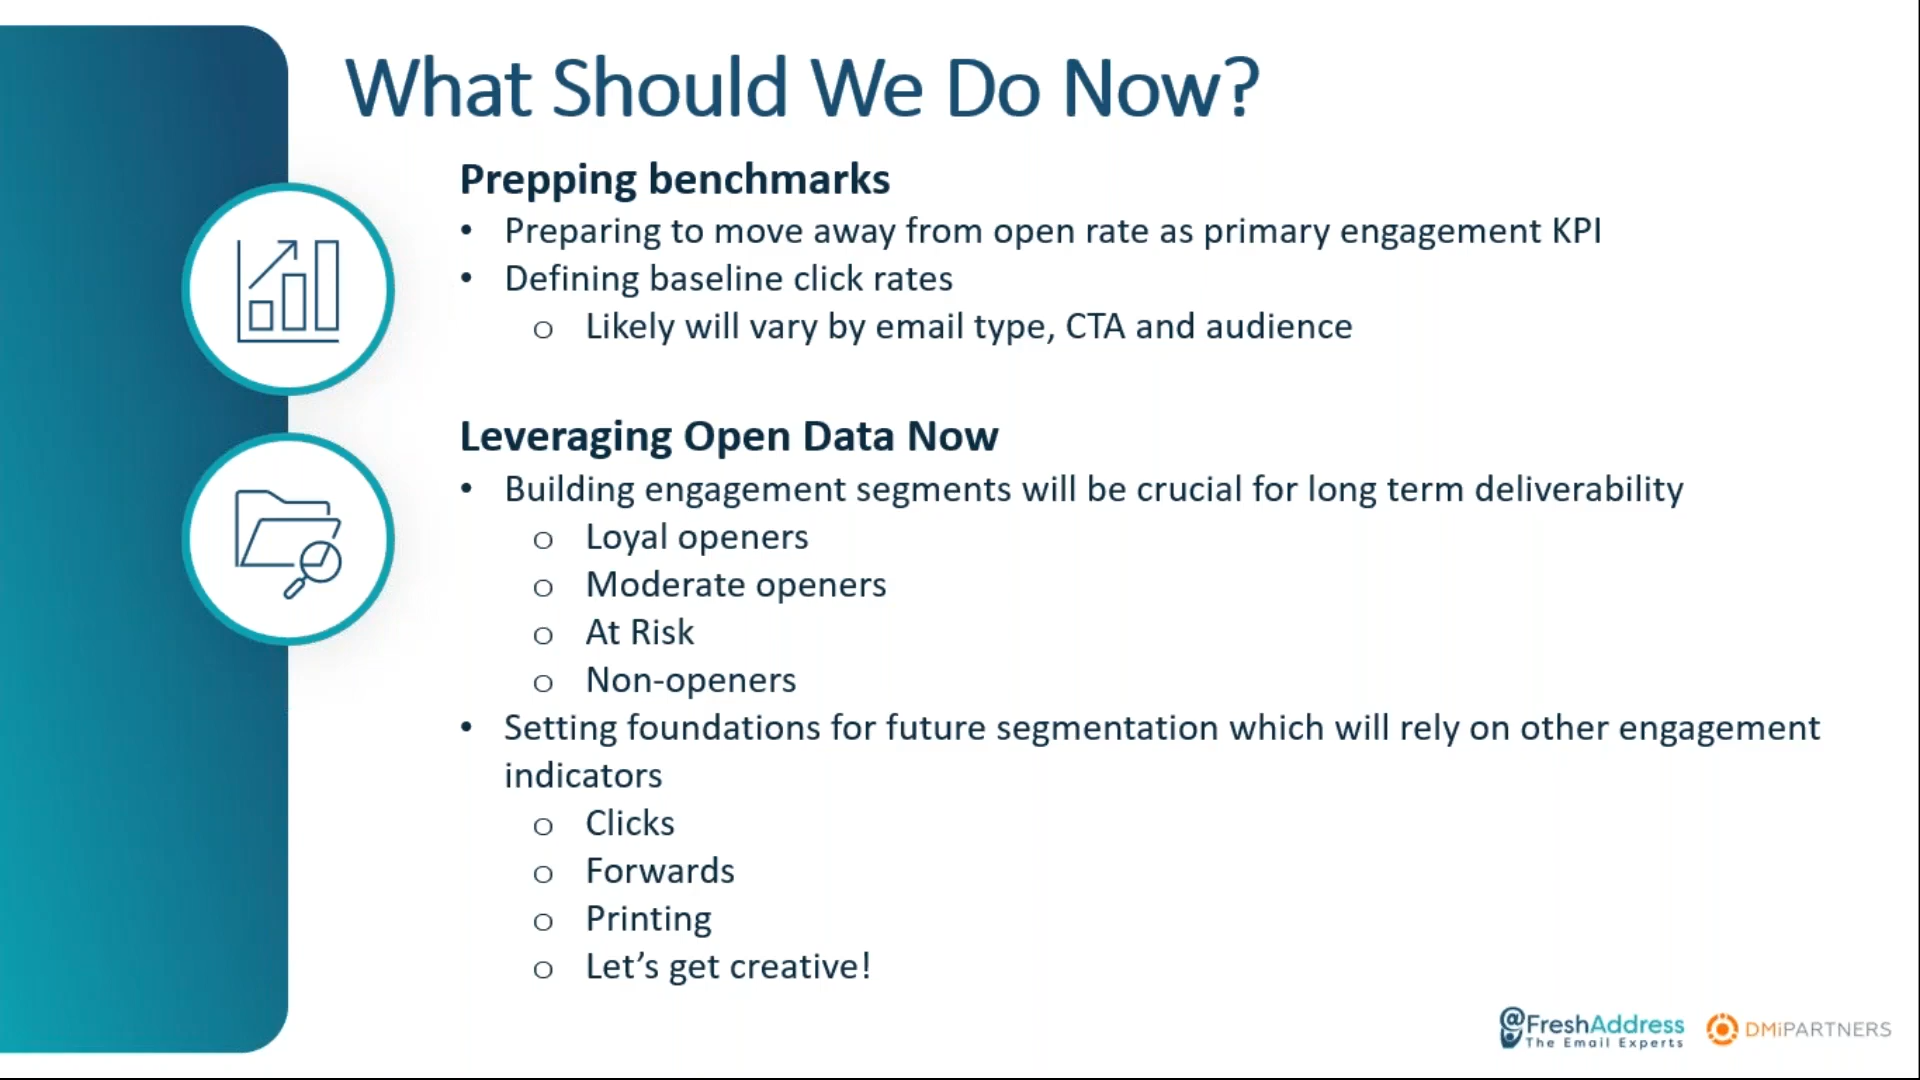 What Should We Do Now?
Prepping benchmarks
• Preparing to move away from open rate as primary engagement KPI
• Defining baseline click rates
o Likely will vary by email type, CTA and audience
Leveraging Open Data Now
• Building engagement segments will be crucial for long term deliverability
o Loyal openers
o Moderate openers
o At Risk
o Non-openers
• Setting foundations for future segmentation which will rely on other engagement
indicators
o Clicks
o Forwards
o Printing
o Let’s get creative!
FreshAddress
The Email Experts
DMiPARTNERS